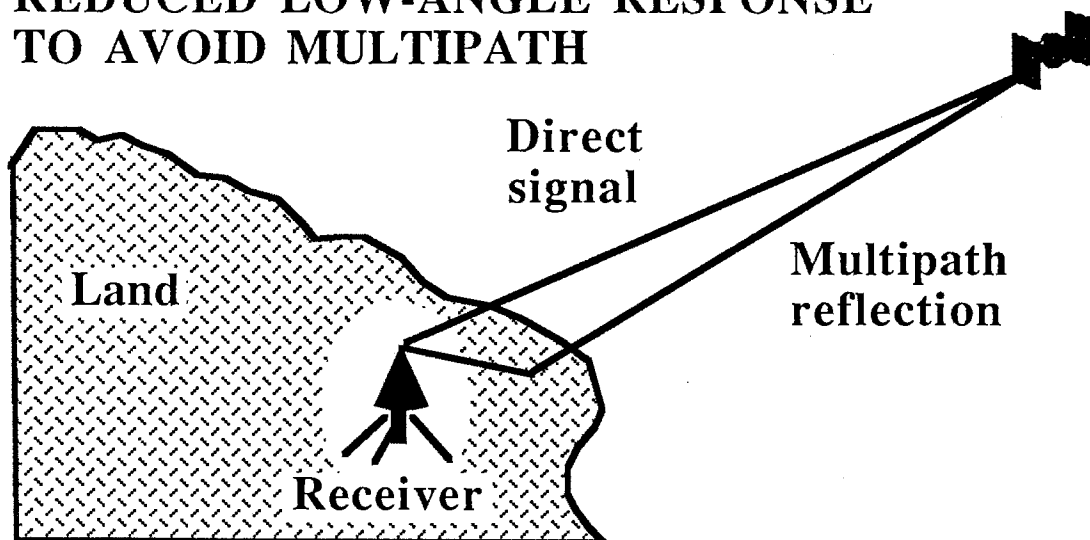 REDUCED LOW-ANGLE RESPONSE
TO AVOID MULTIPATH
Direct
signal
Multipath
reflection
Land
Receiver